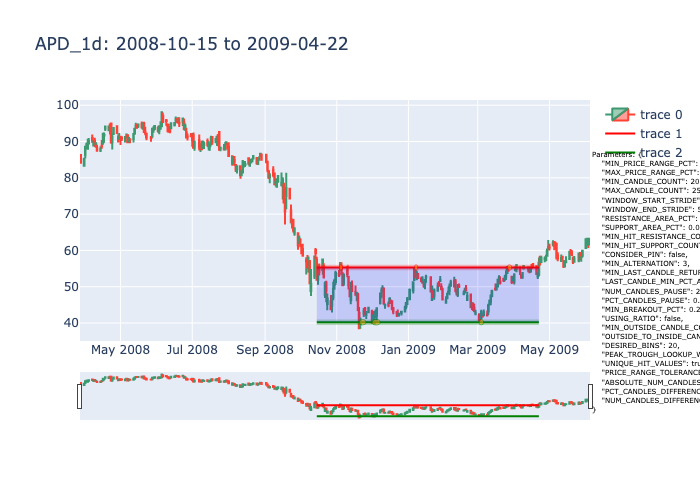 APD_1d: 2008-10-15 to 2009-04-22
100
90
80
70
60
50
40
May 2008
Jul 2008
Sep 2008
Nov 2008
Jan 2009
Mar 2009
May 2009
trace 0
trace 1
trace 2
Parameters: {
"MIN_PRICE_RANGE_PCT":
"MAX_PRICE_RANGE_PCT":
"MIN_CANDLE_COUNT": 20
"MAX_CANDLE_COUNT": 25
"WINDOW_START_STRIDE"
"WINDOW_END_STRIDE": 5
"RESISTANCE_AREA_PCT":
"SUPPORT_AREA_PCT": 0.0
"MIN_HIT_RESISTANCE_CO
"MIN_HIT_SUPPORT_COUNT
"CONSIDER_PIN": false,
"MIN_ALTERNATION": 3,
"MIN_LAST_CANDLE_RETUR
"LAST_CANDLE_MIN_PCT_A
"NUM_CANDLES_PAUSE": 2
"PCT_CANDLES_PAUSE": 0.
"MIN_BREAKOUT_PCT": 0.2
"USING_RATIO": false,
"MIN_OUTSIDE_CANDLE_CO
"OUTSIDE_TO_INSIDE_CAN
"DESIRED_BINS": 20,
"PEAK_TROUGH_LOOKUP_W
"UNIQUE_HIT_VALUES": tru
"PRICE_RANGE_TOLERANC
"ABSOLUTE_NUM_CANDLES
"PCT_CANDLES_DIFFERENC
"NUM_CANDLES_DIFFEREN
}